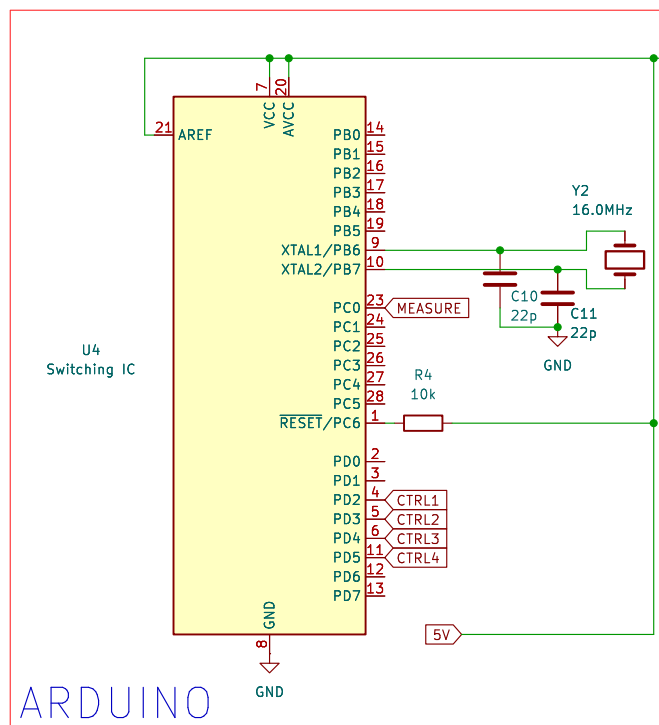 7
VCC
20
AVCC
21
AREF
PB0 14
PB1 15
PB2 16
PB3 17
PB4 18
PB5 19
XTAL1/PB6 9
XTAL2/PB7 10
Y2
16.0MHz
C10
22p
C11
22p
GND
PC0 23 MEASURE
PC1 24
PC2 25
PC3 26
PC4 27
PC5 28
RESET/PC6 1
R4
10k
U4
Switching IC
PD0 2
PD1 3
PD2 4 CTRL1
PD3 5 CTRL2
PD4 6 CTRL3
PD5 11 CTRL4
PD6 12
PD7 13
GND
8
GND
5V
ARDUINO